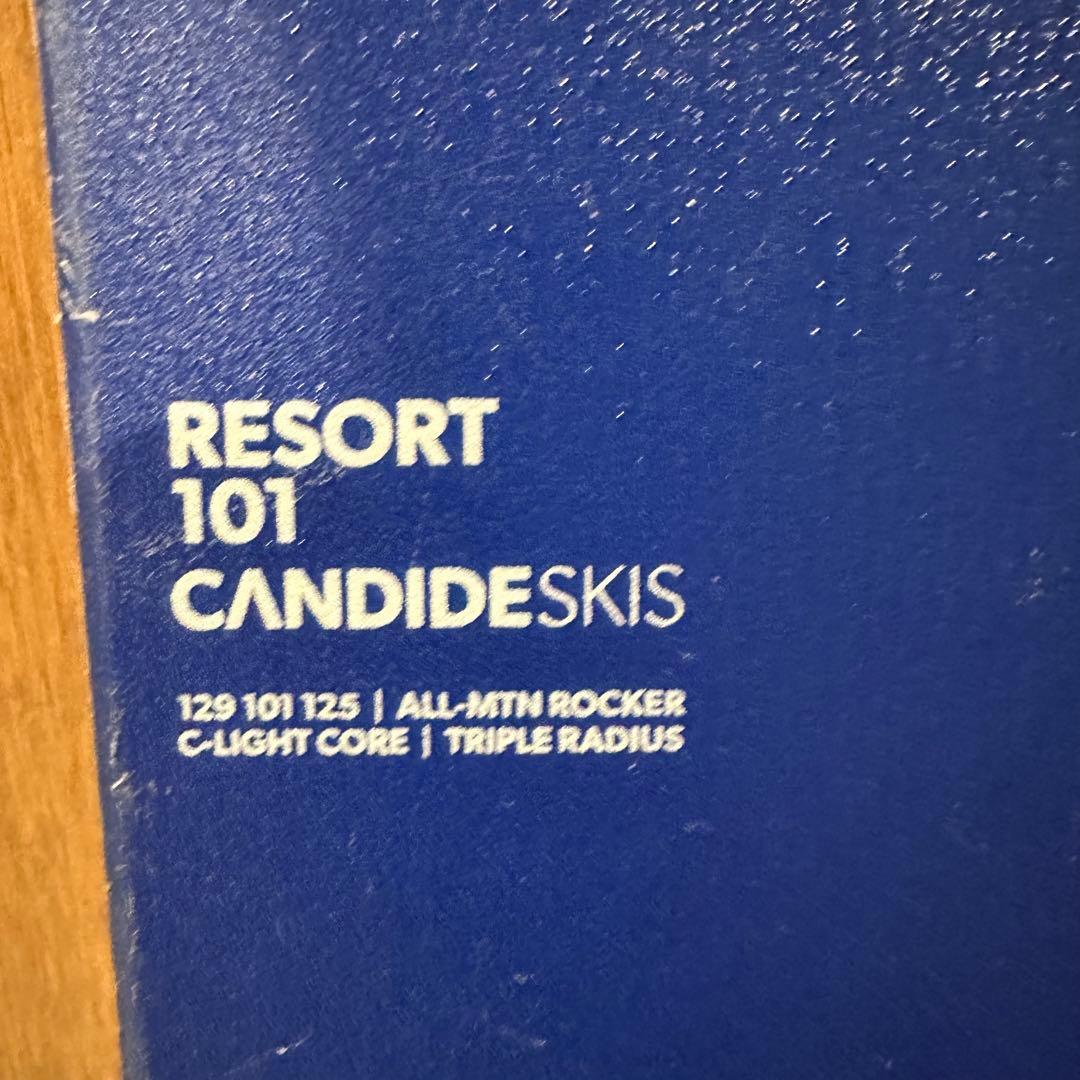 RESORT
101
CANDIDESKIS
129 101 125 | ALL-MTN ROCKER
C-LIGHT CORE | TRIPLE RADIUS